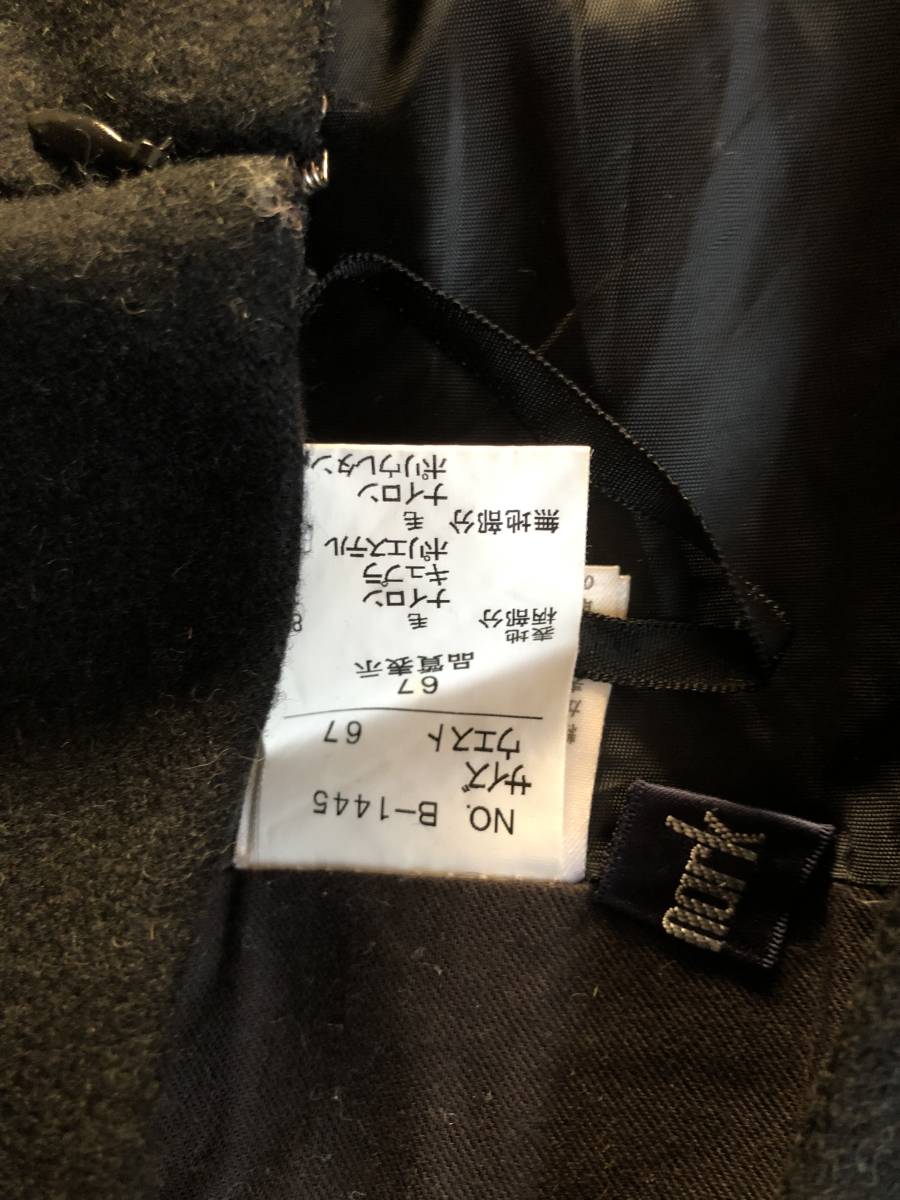 NO. B-1445
サイズ
ウエスト 67
67
品質表示
表地
柄部分 毛 8
ナイロン
キュプラ
ポリエステル
無地部分 毛
ナイロン
ポリウレタン
park